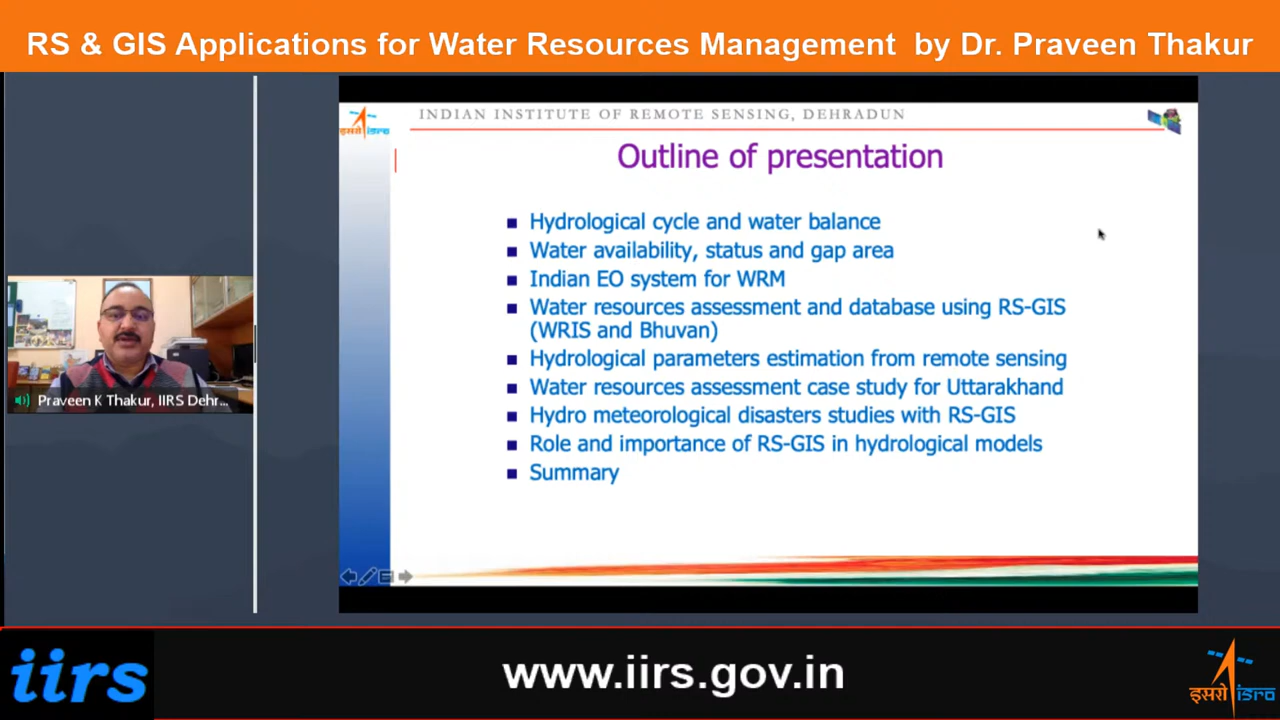 RS & GIS Applications for Water Resources Management by Dr. Praveen Thakur
इसरो isro
INDIAN INSTITUTE OF REMOTE SENSING, DEHRADUN
Outline of presentation
Hydrological cycle and water balance
Water availability, status and gap area
Indian EO system for WRM
Water resources assessment and database using RS-GIS
(WRIS and Bhuvan)
Hydrological parameters estimation from remote sensing
Water resources assessment case study for Uttarakhand
Hydro meteorological disasters studies with RS-GIS
Role and importance of RS-GIS in hydrological models
Summary
Praveen K Thakur, IIRS Dehr...
iirs
www.iirs.gov.in
इसरो isro